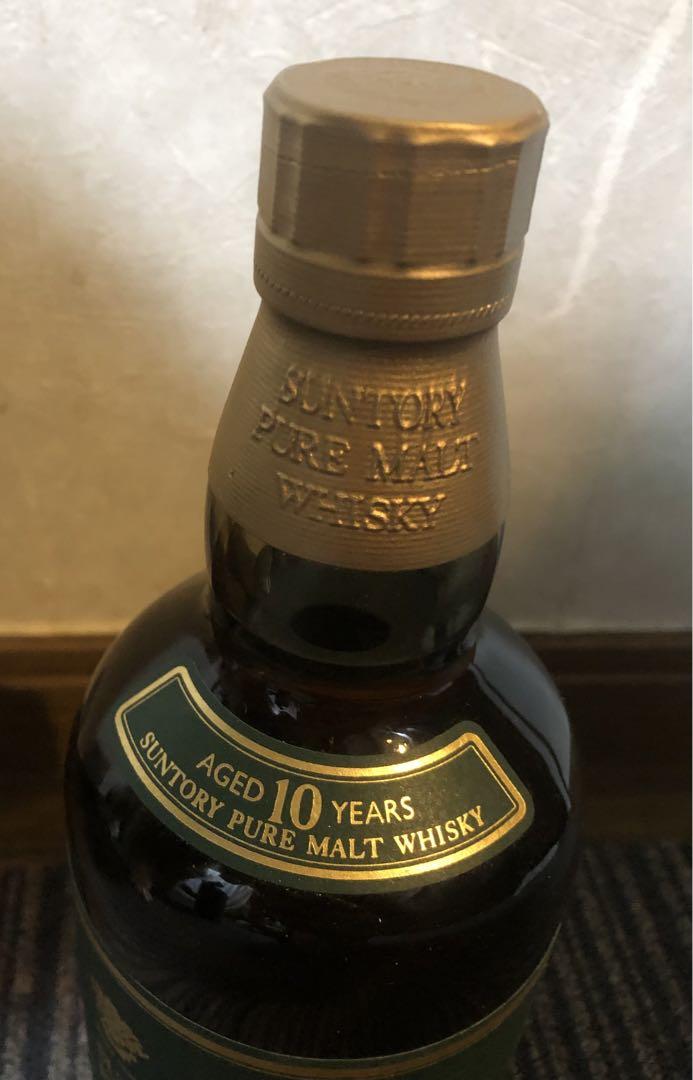 SUNTORY
PURE MALT
WHISKY
AGED 10 YEARS
SUNTORY PURE MALT WHISKY